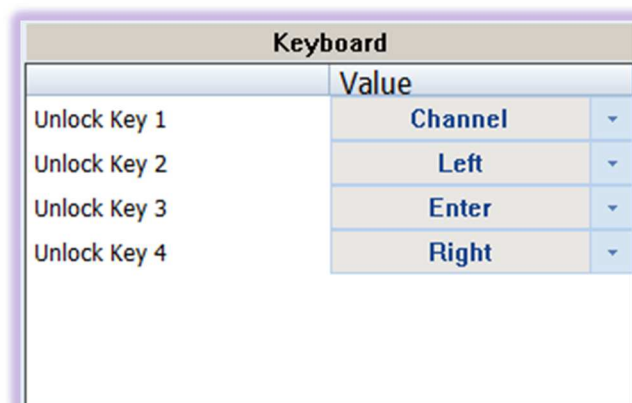 Keyboard
Value
Unlock Key 1 Channel
Unlock Key 2 Left
Unlock Key 3 Enter
Unlock Key 4 Right